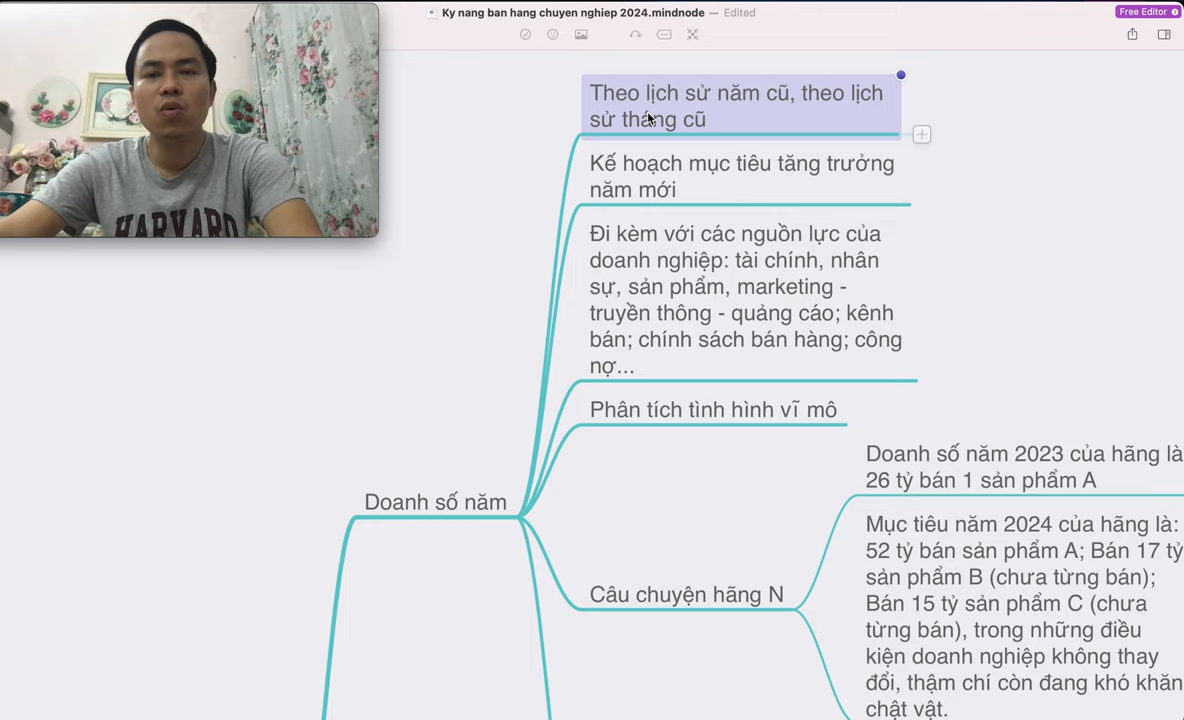 Ky nang ban hang chuyen nghiep 2024.mindnode — Edited
Free Editor
HARVARD
Theo lịch sử năm cũ, theo lịch
sử tháng cũ
Kế hoạch mục tiêu tăng trưởng
năm mới
Đi kèm với các nguồn lực của
doanh nghiệp: tài chính, nhân
sự, sản phẩm, marketing -
truyền thông - quảng cáo; kênh
bán; chính sách bán hàng; công
nợ...
Phân tích tình hình vĩ mô
Doanh số năm
Câu chuyện hãng N
Doanh số năm 2023 của hãng là
26 tỷ bán 1 sản phẩm A
Mục tiêu năm 2024 của hãng là:
52 tỷ bán sản phẩm A; Bán 17 tỷ
sản phẩm B (chưa từng bán);
Bán 15 tỷ sản phẩm C (chưa
từng bán), trong những điều
kiện doanh nghiệp không thay
đổi, thậm chí còn đang khó khăn
chật vật.